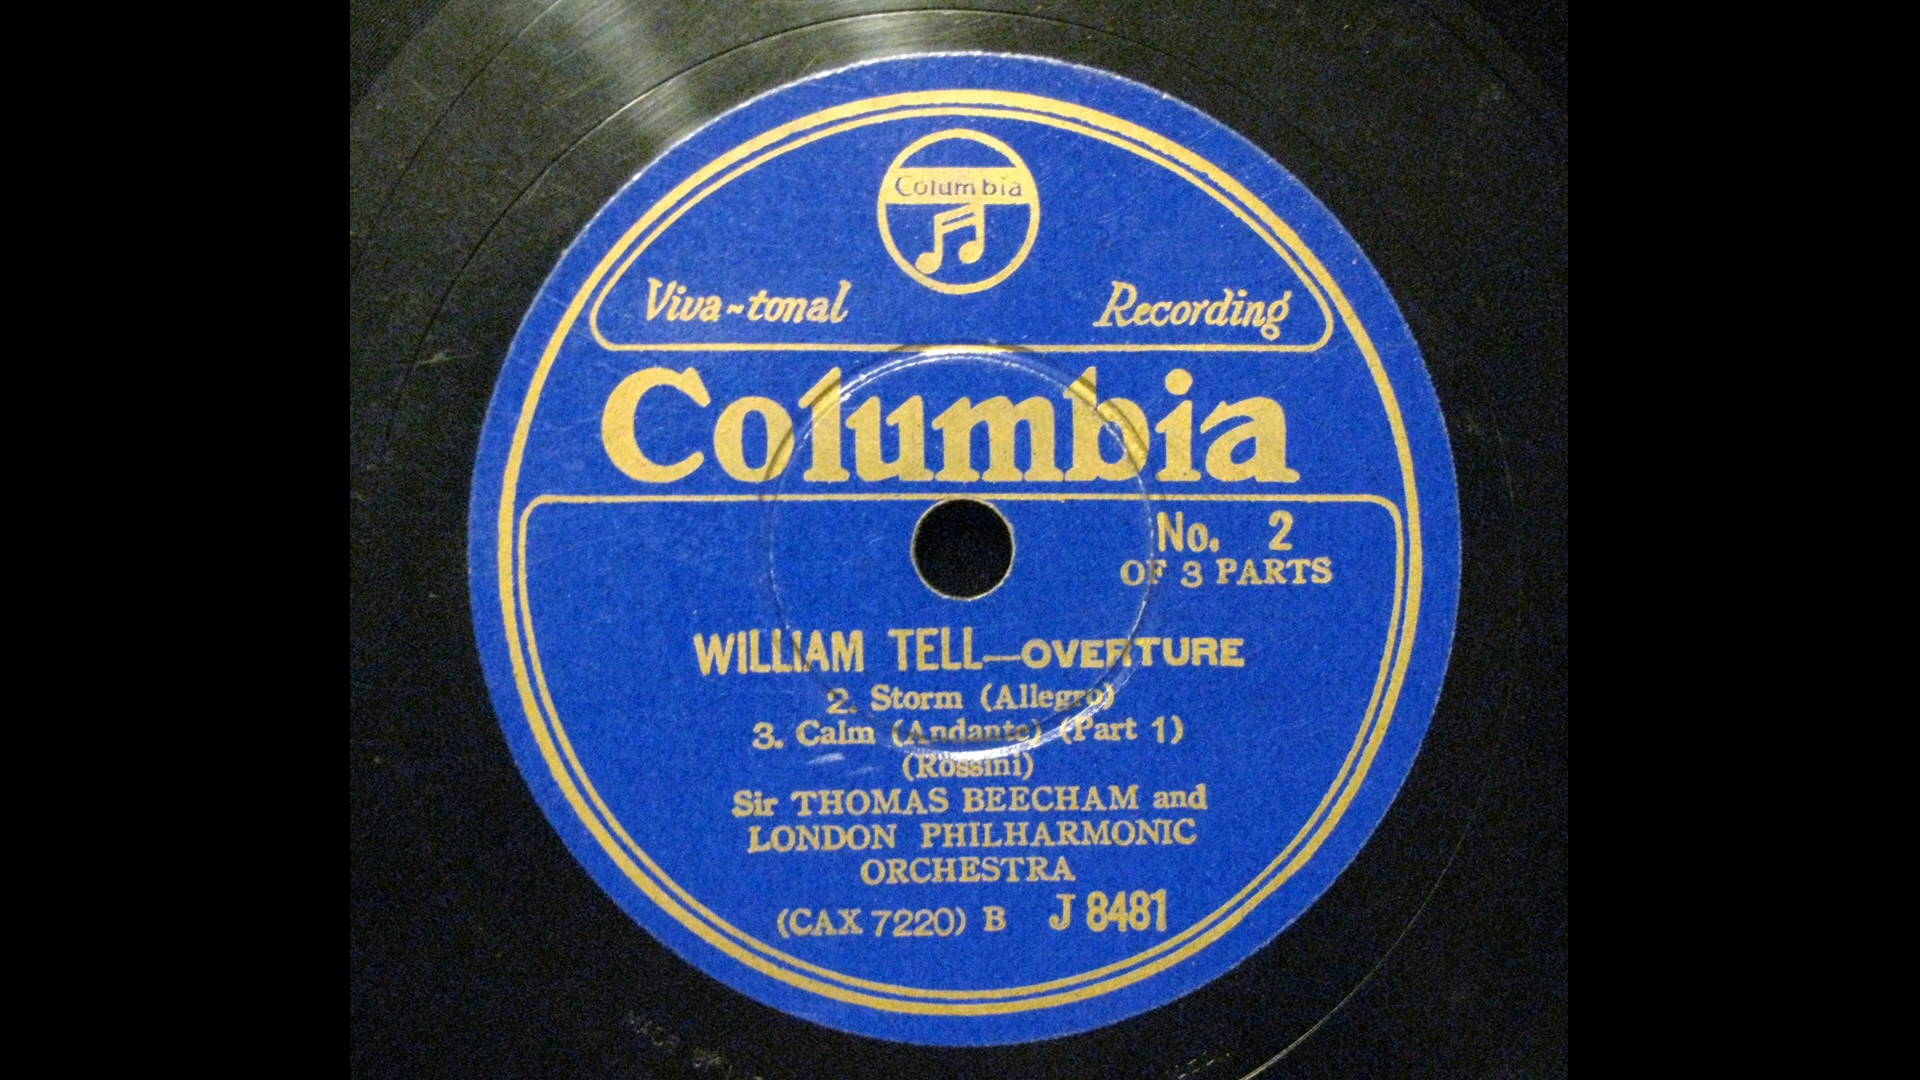 Columbia
Viva-tonal Recording
Columbia
No. 2
OF 3 PARTS
WILLIAM TELL—OVERTURE
2. Storm (Allegro)
3. Calm (Andante) (Part 1)
(Rossini)
Sir THOMAS BEECHAM and
LONDON PHILHARMONIC
ORCHESTRA
(CAX 7220) B J 8481